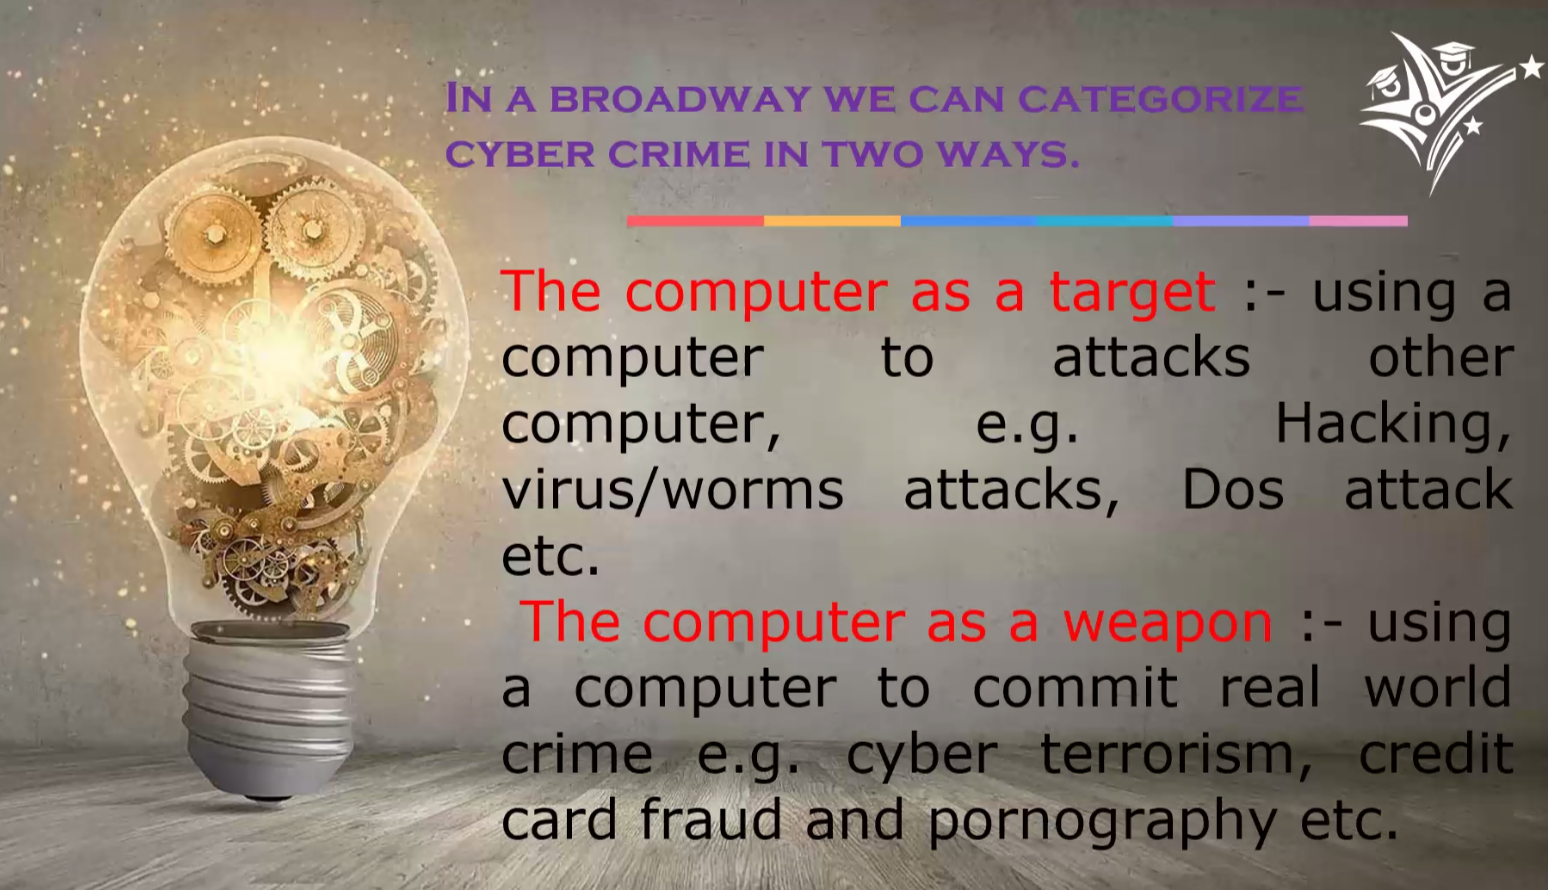 IN A BROADWAY WE CAN CATEGORIZE
CYBER CRIME IN TWO WAYS.
The computer as a target :- using a
computer to attacks other
computer, e.g. Hacking,
virus/worms attacks, Dos attack
etc.
The computer as a weapon :- using
a computer to commit real world
crime e.g. cyber terrorism, credit
card fraud and pornography etc.